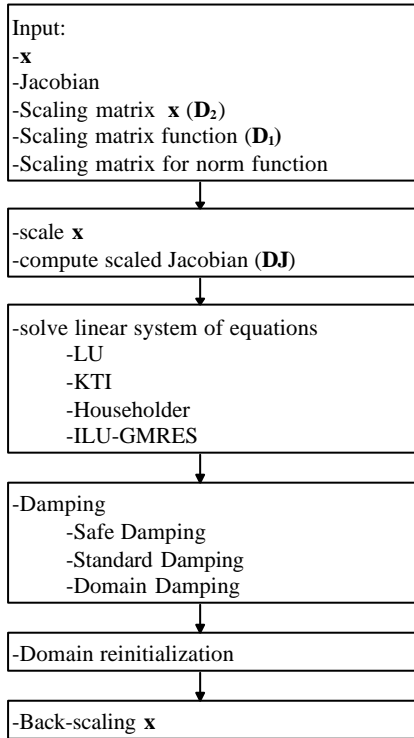 Input:
-x
-Jacobian
-Scaling matrix x (D₂)
-Scaling matrix function (D₁)
-Scaling matrix for norm function
-scale x
-compute scaled Jacobian (DJ)
-solve linear system of equations
-LU
-KTI
-Householder
-ILU-GMRES
-Damping
-Safe Damping
-Standard Damping
-Domain Damping
-Domain reinitialization
-Back-scaling x